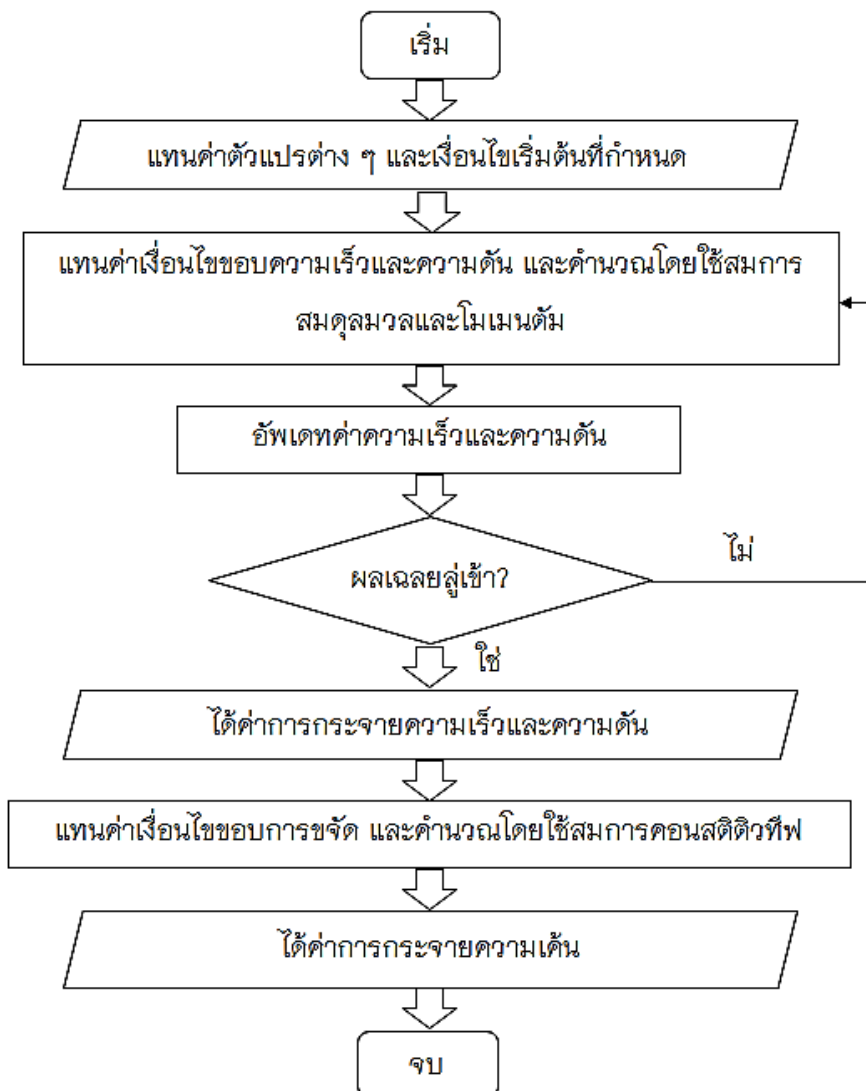 เริ่ม
แทนค่าตัวแปรต่าง ๆ และเงื่อนไขเริ่มต้นที่กำหนด
แทนค่าเงื่อนไขขอบความเร็วและความดัน และคำนวณโดยใช้สมการ
สมดุลมวลและโมเมนตัม
อัพเดทค่าความเร็วและความดัน
ผลเฉลยลู่เข้า?
ไม่
ใช่
ได้ค่าการกระจายความเร็วและความดัน
แทนค่าเงื่อนไขขอบการขจัด และคำนวณโดยใช้สมการคอนสติติวทีฟ
ได้ค่าการกระจายความเค้น
จบ